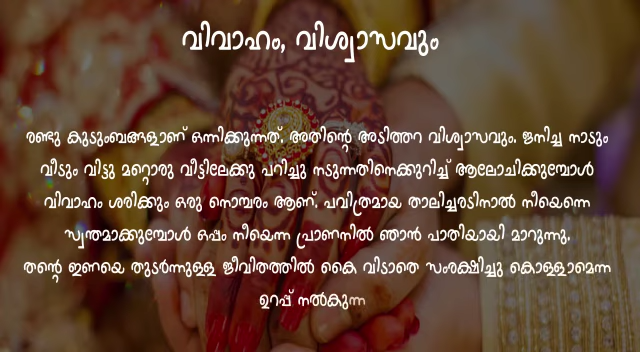 വിവാഹം, വിശ്വാസവും
രണ്ടു കുടുംബങ്ങളാണ് ഒന്നിക്കുന്നത്. അതിന്റെ അടിത്തറ വിശ്വാസവും. ജനിച്ച നാടും
വീടും വിട്ടു മറ്റൊരു വീട്ടിലേക്കു പറിച്ചു നടുന്നതിനെക്കുറിച്ച് ആലോചിക്കുമ്പോൾ
വിവാഹം ശരിക്കും ഒരു നൊമ്പരം ആണ്. പവിത്രമായ താലിച്ചരടിനാൽ നീയെന്നെ
സ്വന്തമാക്കുമ്പോൾ ഒപ്പം നീയെന്ന പ്രാണനിൽ ഞാൻ പാതിയായി മാറുന്നു.
തന്റെ ഇണയെ തുടർന്നുള്ള ജീവിതത്തിൽ കൈ വിടാതെ സംരക്ഷിച്ചു കൊള്ളാമെന്ന
ഉറപ്പ് നൽകുന്ന